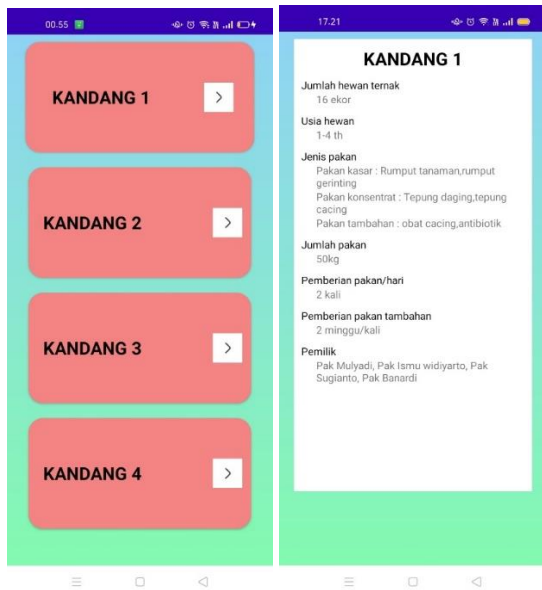 00.55
KANDANG 1
KANDANG 2
KANDANG 3
KANDANG 4
17.21
KANDANG 1
Jumlah hewan ternak
16 ekor
Usia hewan
1-4 th
Jenis pakan
Pakan kasar : Rumput tanaman,rumput
gerinting
Pakan konsentrat : Tepung daging,tepung
cacing
Pakan tambahan : obat cacing,antibiotik
Jumlah pakan
50kg
Pemberian pakan/hari
2 kali
Pemberian pakan tambahan
2 minggu/kali
Pemilik
Pak Mulyadi, Pak Ismu widiyarto, Pak
Sugianto, Pak Banardi